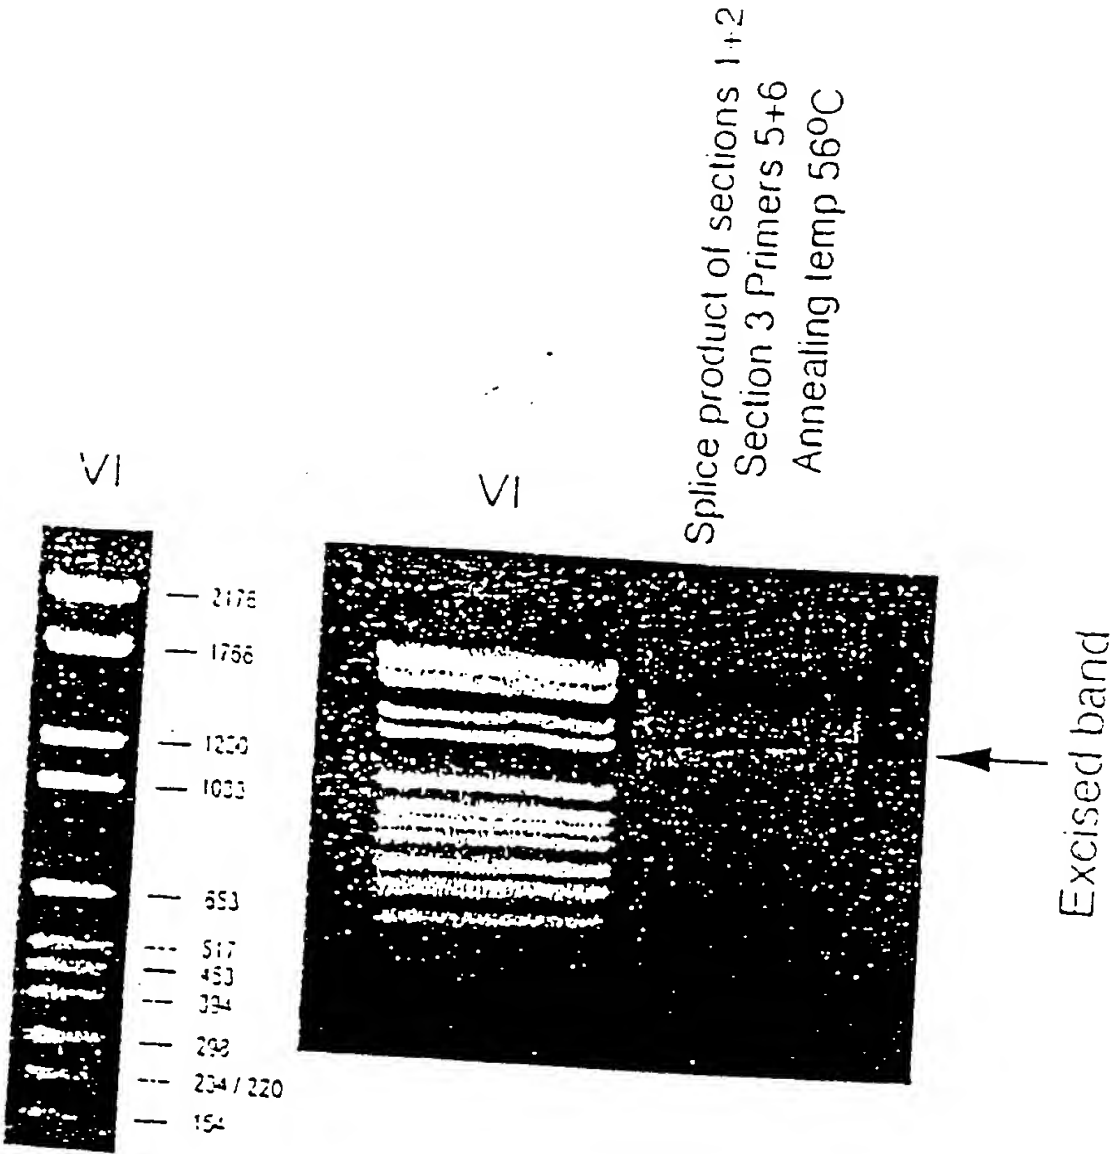 VI
2176
1766
1230
1033
653
517
453
394
298
234 / 220
154
VI
Splice product of sections 1+2
Section 3 Primers 5+6
Annealing temp 56ºC
Excised band